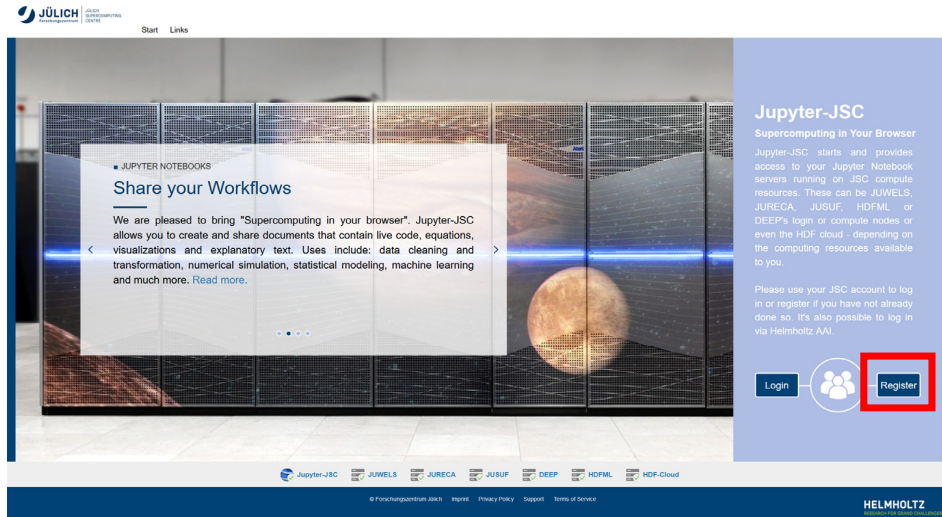 JÜLICH
Forschungszentrum
JÜLICH
SUPERCOMPUTING
CENTRE
Start Links
JUPYTER NOTEBOOKS
Share your Workflows
We are pleased to bring "Supercomputing in your browser". Jupyter-JSC
allows you to create and share documents that contain live code, equations,
visualizations and explanatory text. Uses include: data cleaning and
transformation, numerical simulation, statistical modeling, machine learning
and much more. Read more.
Jupyter-JSC
Supercomputing in Your Browser
Jupyter-JSC starts and provides
access to your Jupyter Notebook
servers running on JSC compute
resources. These can be JUWELS,
JURECA, JUSUF, HDFML or
DEEP's login or compute nodes or
even the HDF cloud - depending on
the computing resources available
to you.
Please use your JSC account to log
in or register if you have not already
done so. It's also possible to log in
via Helmholtz AAI.
Login Register
Jupyter-JSC JUWELS JURECA JUSUF DEEP HDFML HDF-Cloud
© Forschungszentrum Jülich Imprint Privacy Policy Support Terms of Service
HELMHOLTZ
RESEARCH FOR GRAND CHALLENGES